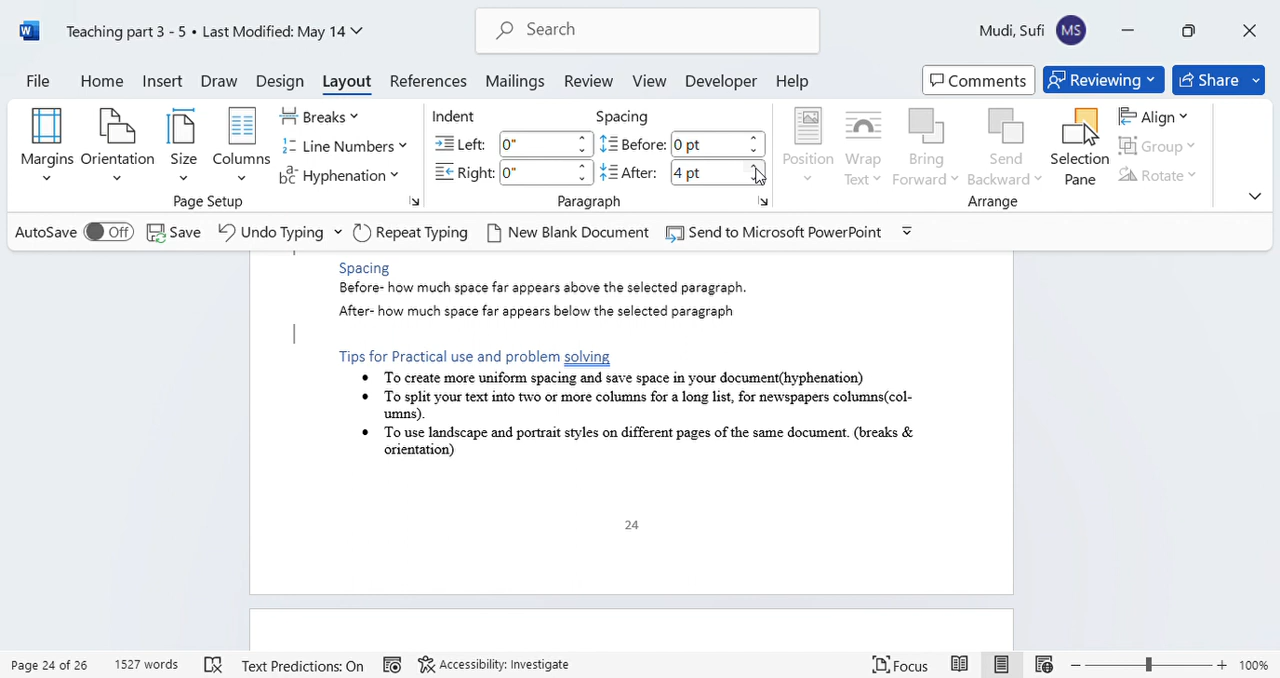 Teaching part 3 - 5 • Last Modified: May 14
Search
Mudi, Sufi
MS
File
Home
Insert
Draw
Design
Layout
References
Mailings
Review
View
Developer
Help
Comments
Reviewing
Share
Margins
Orientation
Size
Columns
Breaks
Line Numbers
Hyphenation
Page Setup
Indent
Left: 0"
Right: 0"
Spacing
Before: 0 pt
After: 4 pt
Paragraph
Position
Wrap
Text
Bring
Forward
Send
Backward
Selection
Pane
Align
Group
Rotate
Arrange
AutoSave Off
Save
Undo Typing
Repeat Typing
New Blank Document
Send to Microsoft PowerPoint
Spacing
Before- how much space far appears above the selected paragraph.
After- how much space far appears below the selected paragraph
Tips for Practical use and problem solving
• To create more uniform spacing and save space in your document(hyphenation)
• To split your text into two or more columns for a long list, for newspapers columns(col-
umns).
• To use landscape and portrait styles on different pages of the same document. (breaks &
orientation)
24
Page 24 of 26
1527 words
Text Predictions: On
Accessibility: Investigate
Focus
100%